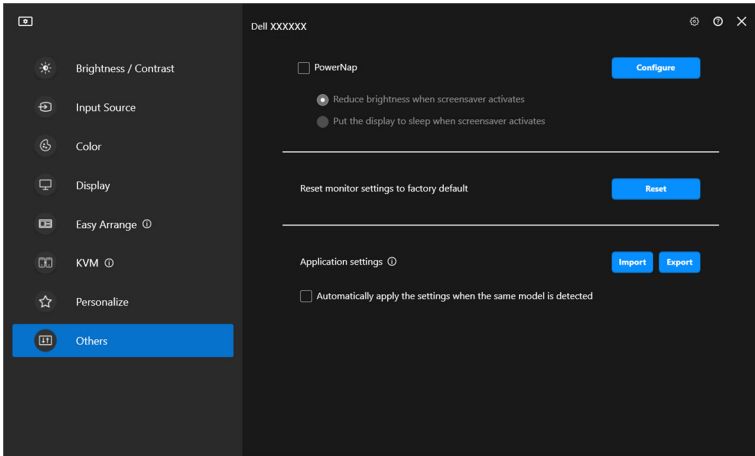 Dell XXXXXX
Brightness / Contrast
Input Source
Color
Display
Easy Arrange
KVM
Personalize
Others
PowerNap
Configure
Reduce brightness when screensaver activates
Put the display to sleep when screensaver activates
Reset monitor settings to factory default
Reset
Application settings
Import
Export
Automatically apply the settings when the same model is detected